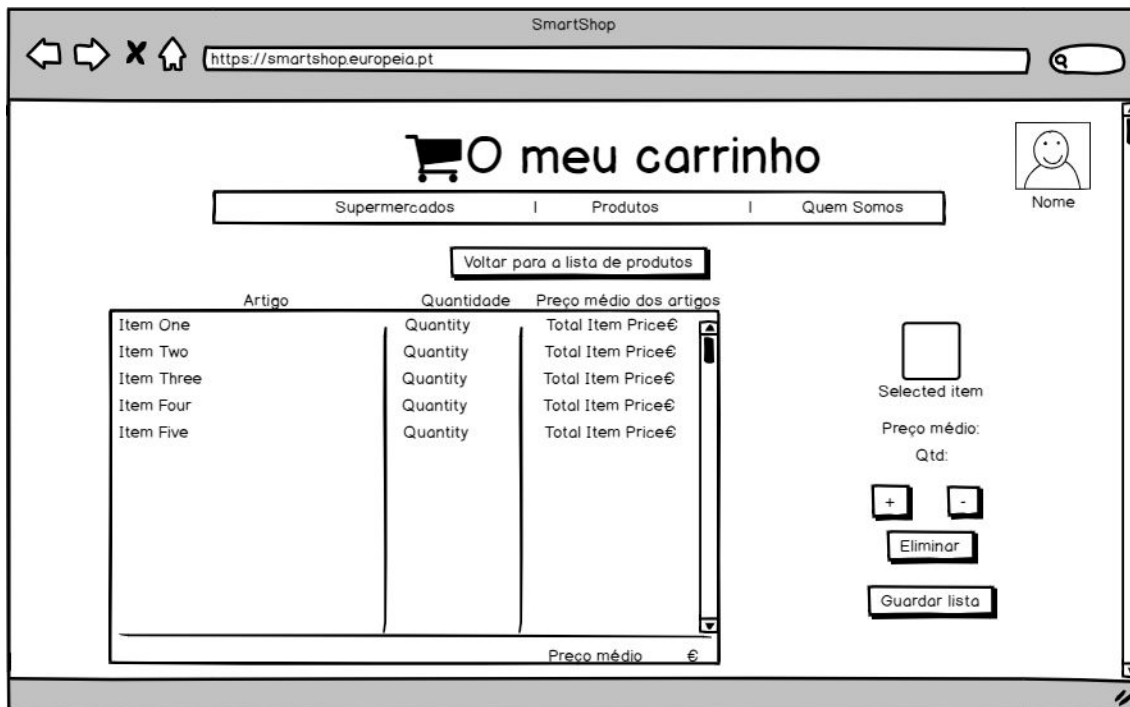 SmartShop
https://smartshop.europeia.pt
O meu carrinho
Nome
Supermercados | Produtos | Quem Somos
Voltar para a lista de produtos
Artigo Quantidade Preço médio dos artigos
Item One Quantity Total Item Price€
Item Two Quantity Total Item Price€
Item Three Quantity Total Item Price€
Item Four Quantity Total Item Price€
Item Five Quantity Total Item Price€
Preço médio €
Selected item
Preço médio:
Qtd:
+ -
Eliminar
Guardar lista